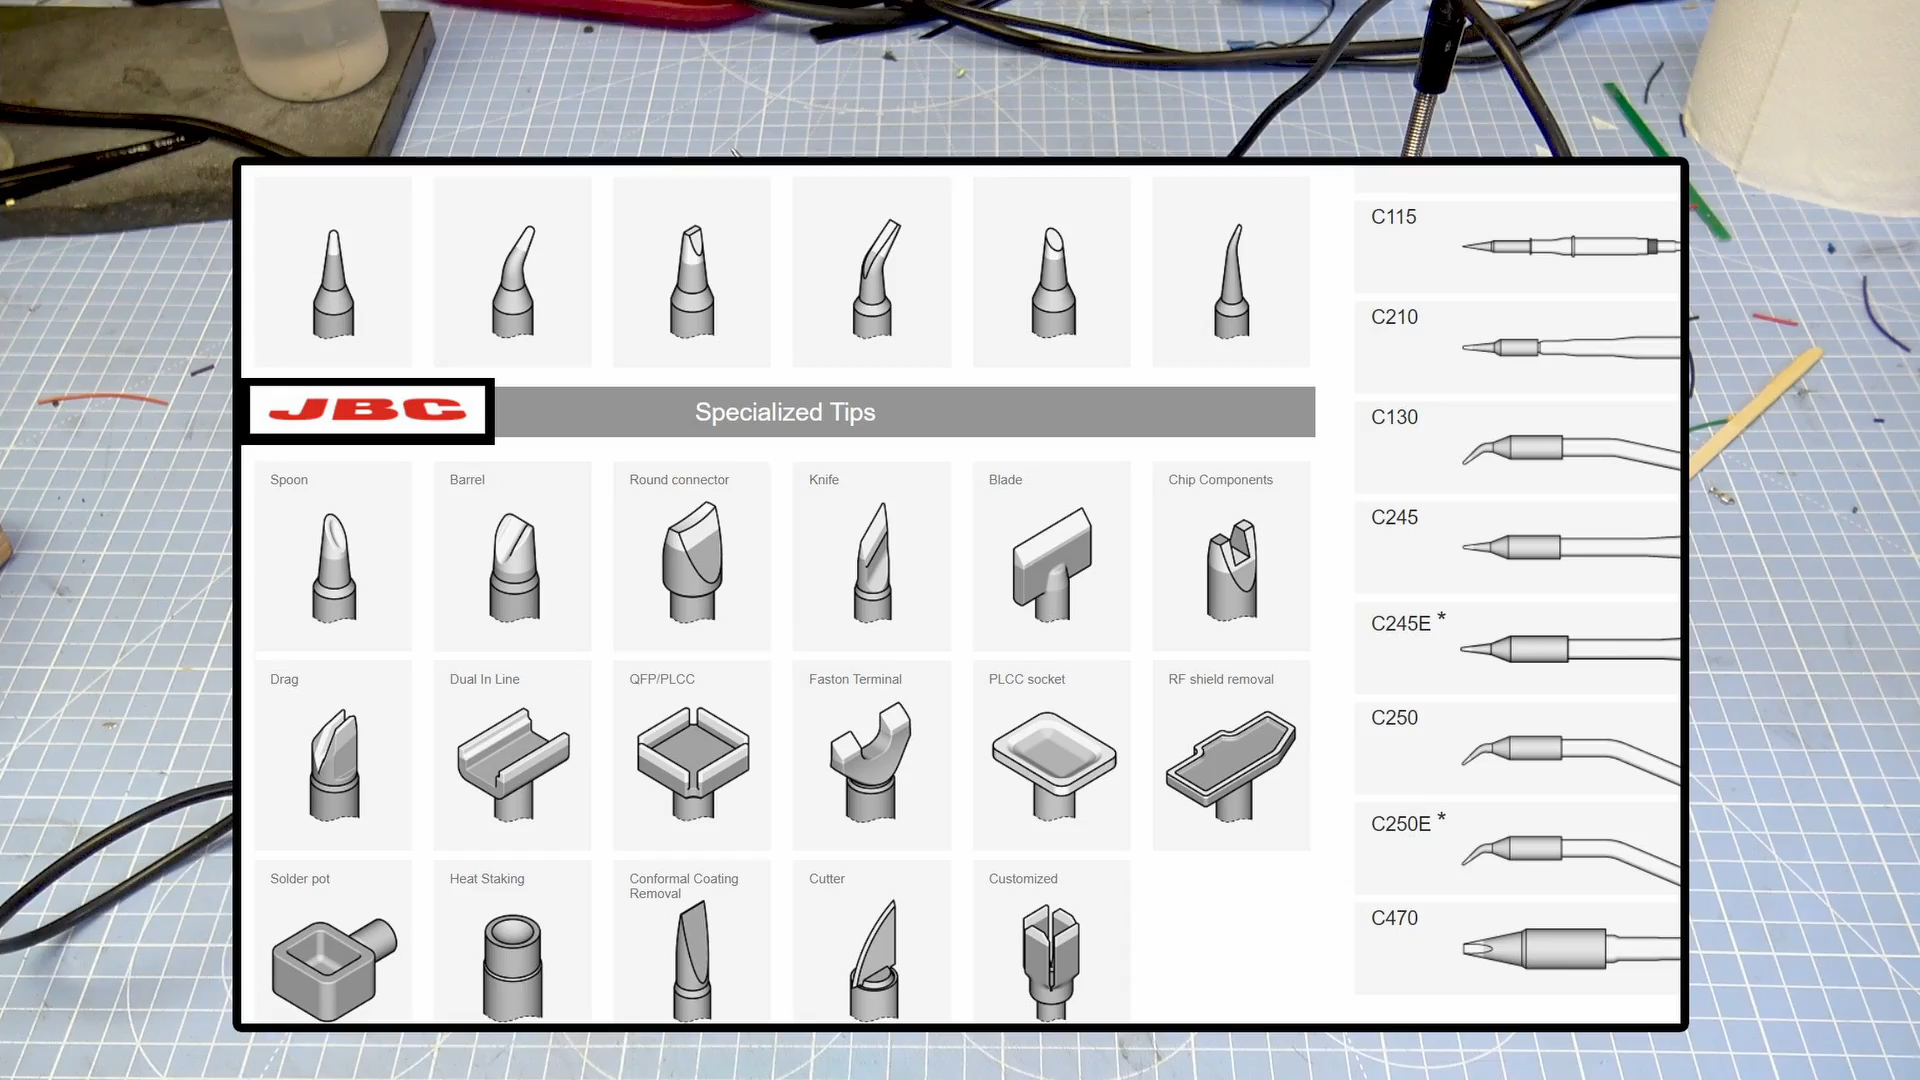 JBC
Specialized Tips
Spoon
Barrel
Round connector
Knife
Blade
Chip Components
Drag
Dual In Line
QFP/PLCC
Faston Terminal
PLCC socket
RF shield removal
Solder pot
Heat Staking
Conformal Coating
Removal
Cutter
Customized
C115
C210
C130
C245
C245E *
C250
C250E *
C470